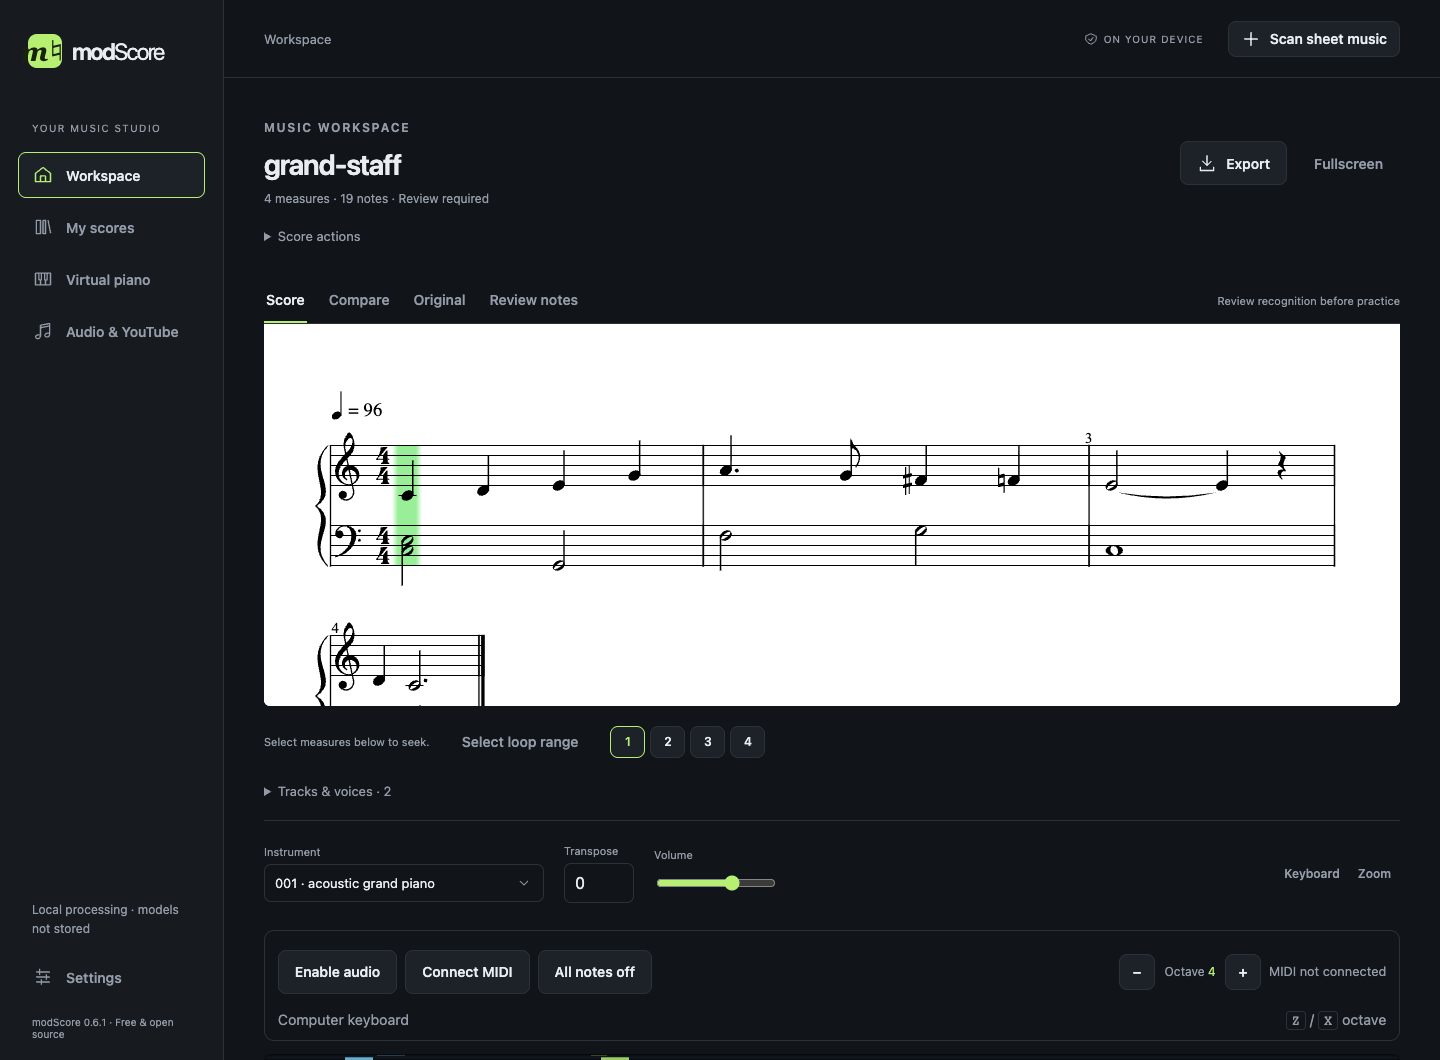 modScore
Workspace
ON YOUR DEVICE
Scan sheet music
YOUR MUSIC STUDIO
Workspace
My scores
Virtual piano
Audio & YouTube
MUSIC WORKSPACE
grand-staff
4 measures · 19 notes · Review required
Export
Fullscreen
Score actions
Score
Compare
Original
Review notes
Review recognition before practice
= 96
3
4
Select measures below to seek.
Select loop range
1
2
3
4
Tracks & voices · 2
Instrument
Transpose
Volume
001 · acoustic grand piano
0
Keyboard
Zoom
Enable audio
Connect MIDI
All notes off
−
Octave 4
+
MIDI not connected
Computer keyboard
Z / X octave
Local processing · models
not stored
Settings
modScore 0.6.1 · Free & open
source